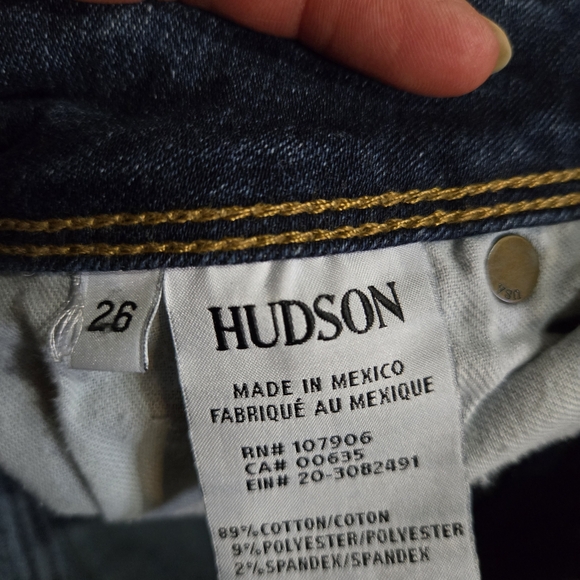 26
HUDSON
MADE IN MEXICO
FABRIQUÉ AU MEXIQUE
RN# 107906
CA# 00635
EIN# 20-3082491
89% COTTON/COTON
9% POLYESTER/POLYESTER
2% SPANDEX/SPANDEX